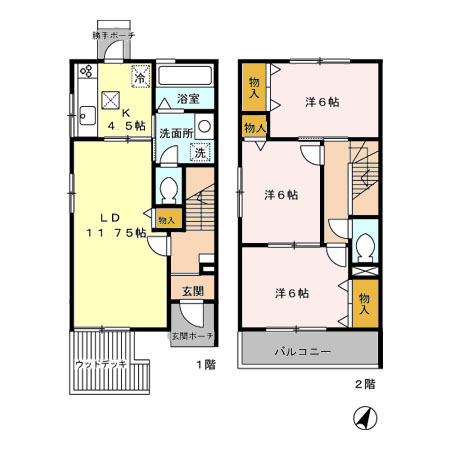 勝手ポーチ
冷
K
4.5帖
浴室
洗面所
洗
LD
11.75帖
物入
玄関
玄関ポーチ
ウッドデッキ
1階
物入
洋6帖
物入
洋6帖
洋6帖
物入
バルコニー
2階